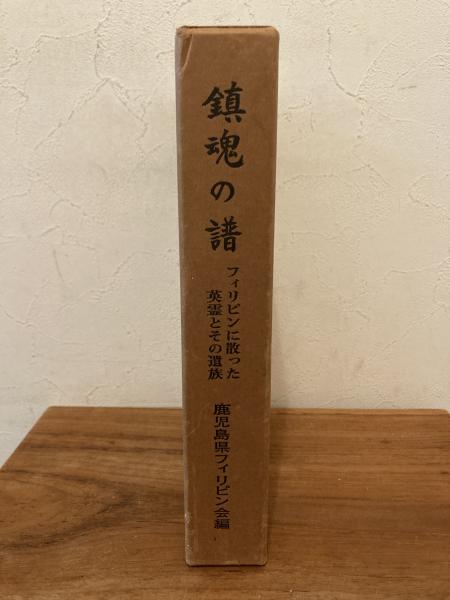 鎮魂の譜
フィリピンに散った
英霊とその遺族
鹿児島県フィリピン会編